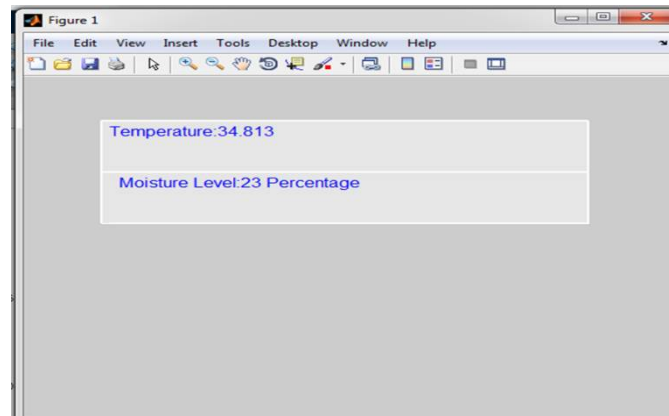 Figure 1
File Edit View Insert Tools Desktop Window Help
Temperature:34.813
Moisture Level:23 Percentage